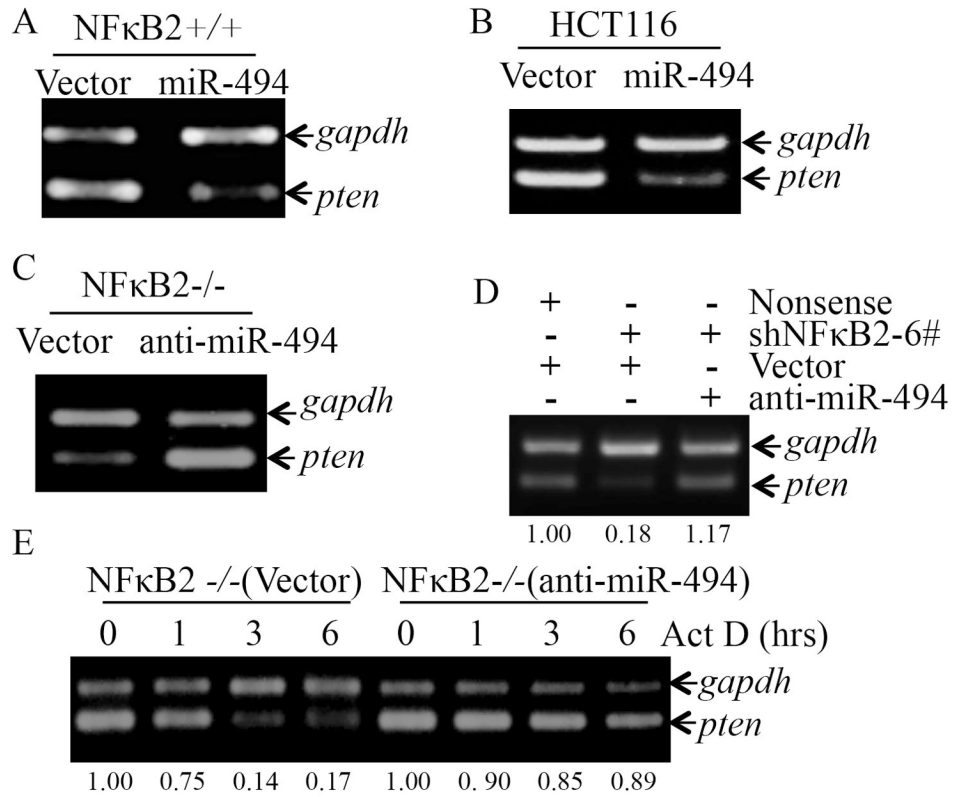 A
NFκB2+/+
Vector miR-494
gapdh
pten
B
HCT116
Vector miR-494
gapdh
pten
C
NFκB2-/-
Vector anti-miR-494
gapdh
pten
D
+ - - Nonsense
- + + shNFκB2-6#
+ + - Vector
- - + anti-miR-494
gapdh
pten
1.00 0.18 1.17
E
NFκB2 -/-(Vector) NFκB2-/-(anti-miR-494)
0 1 3 6 0 1 3 6 Act D (hrs)
gapdh
pten
1.00 0.75 0.14 0.17 1.00 0. 90 0.85 0.89